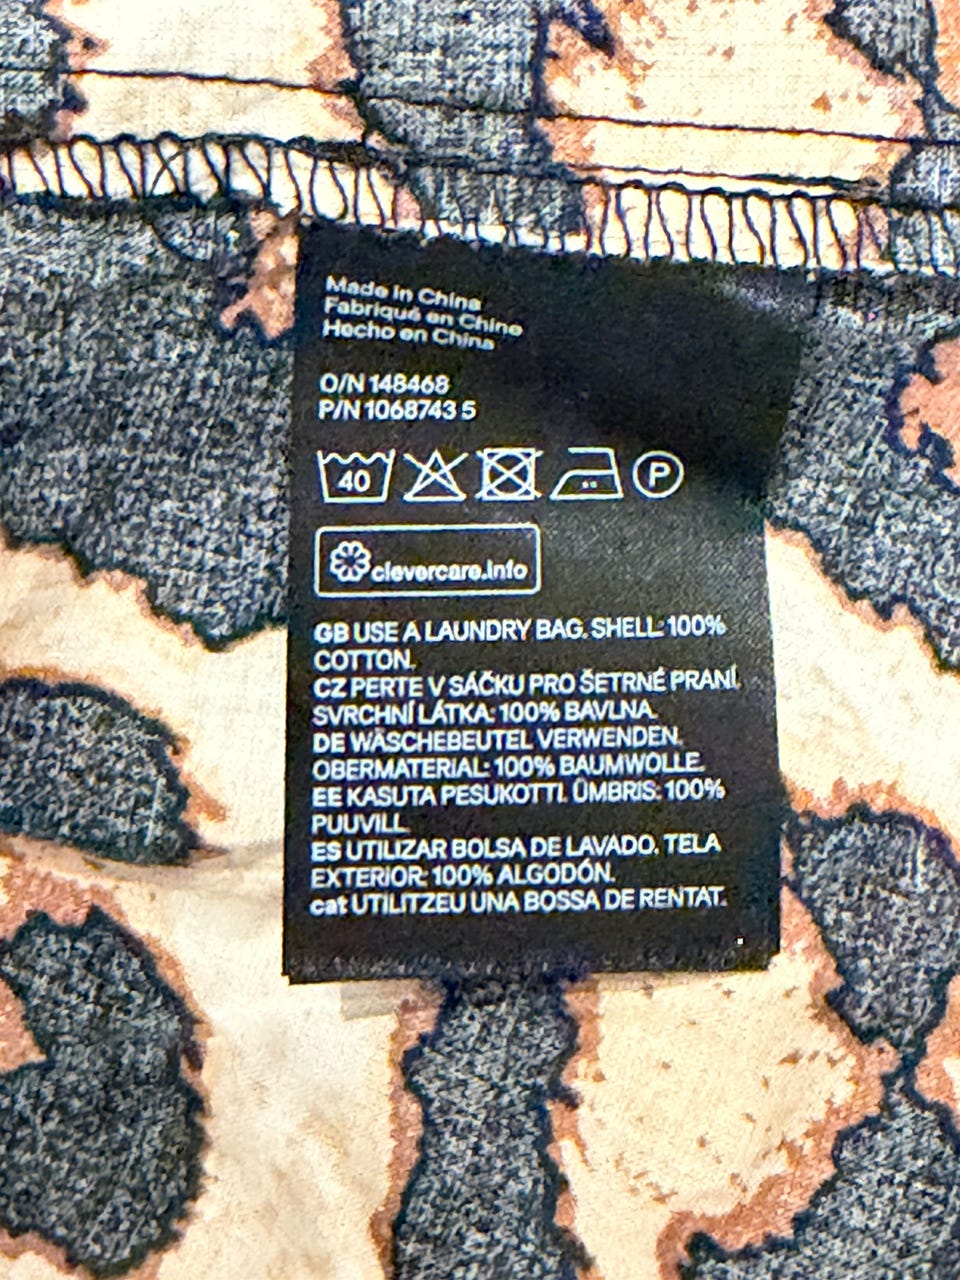 Made in China
Fabriqué en Chine
Hecho en China
O/N 148468
P/N 1068743 5
40 P
clevercare.info
GB USE A LAUNDRY BAG. SHELL: 100%
COTTON.
CZ PERTE V SÁČKU PRO ŠETRNÉ PRANÍ.
SVRCHNÍ LÁTKA: 100% BAVLNA.
DE WÄSCHEBEUTEL VERWENDEN.
OBERMATERIAL: 100% BAUMWOLLE.
EE KASUTA PESUKOTTI. ÜMBRIS: 100%
PUUVILL.
ES UTILIZAR BOLSA DE LAVADO. TELA
EXTERIOR: 100% ALGODÓN.
cat UTILITZEU UNA BOSSA DE RENTAT.